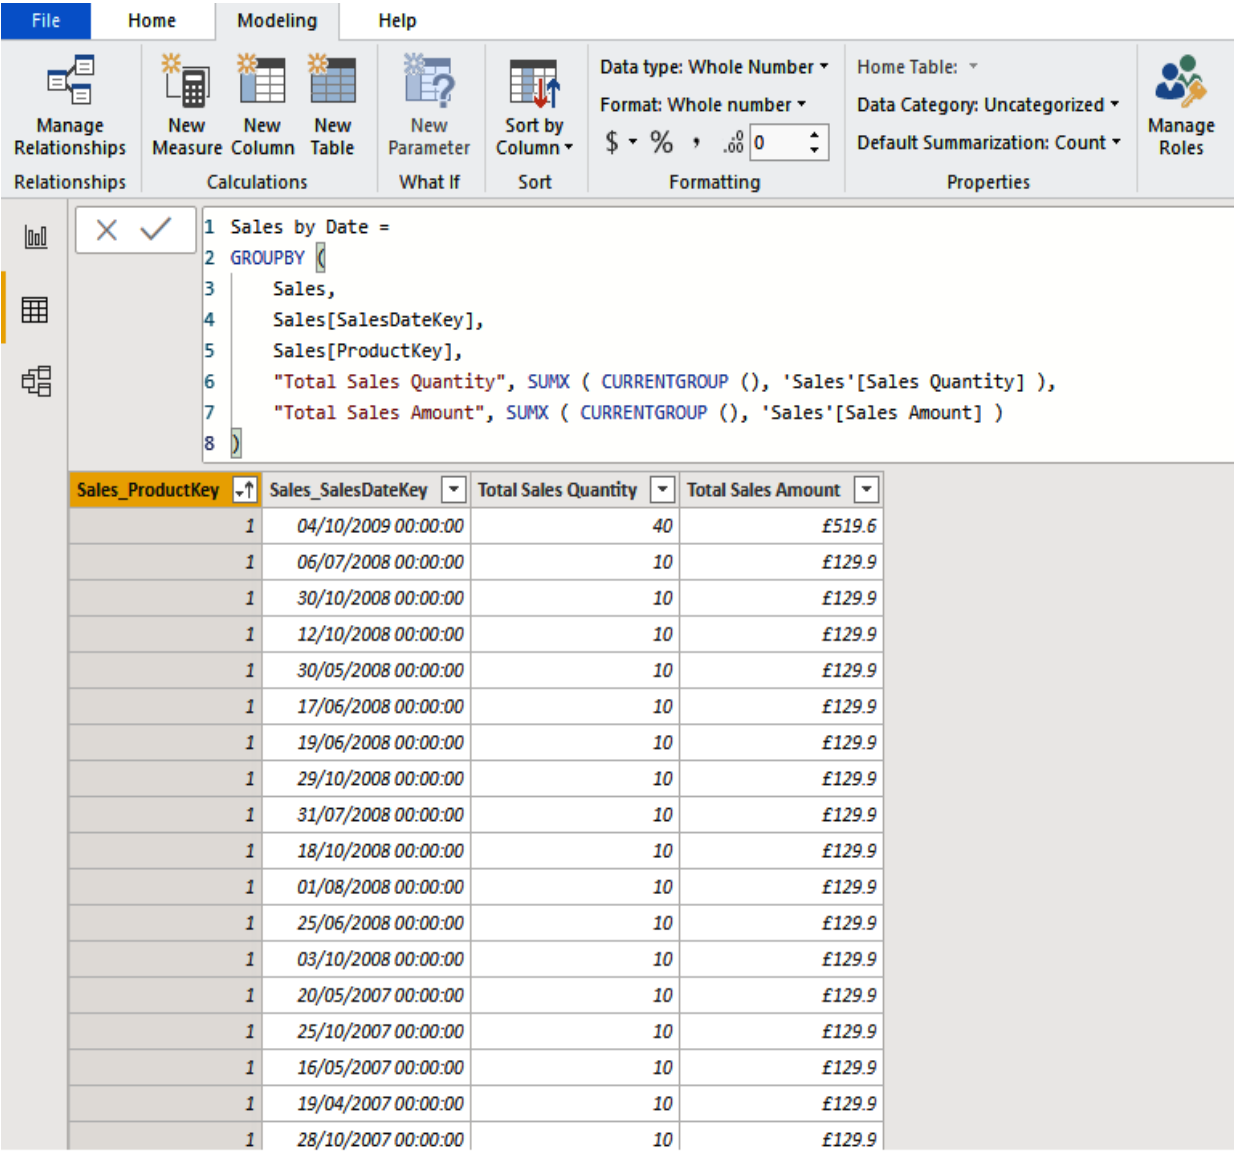 File Home Modeling Help
Manage Relationships
New Measure
New Column
New Table
New Parameter
Sort by Column
Data type: Whole Number
Format: Whole number
$ % , .00 0
Home Table:
Data Category: Uncategorized
Default Summarization: Count
Manage Roles
Relationships Calculations What If Sort Formatting Properties
1 Sales by Date =
2 GROUPBY (
3 Sales,
4 Sales[SalesDateKey],
5 Sales[ProductKey],
6 "Total Sales Quantity", SUMX ( CURRENTGROUP (), 'Sales'[Sales Quantity] ),
7 "Total Sales Amount", SUMX ( CURRENTGROUP (), 'Sales'[Sales Amount] )
8 )
Sales_ProductKey Sales_SalesDateKey Total Sales Quantity Total Sales Amount
1 04/10/2009 00:00:00 40 £519.6
1 06/07/2008 00:00:00 10 £129.9
1 30/10/2008 00:00:00 10 £129.9
1 12/10/2008 00:00:00 10 £129.9
1 30/05/2008 00:00:00 10 £129.9
1 17/06/2008 00:00:00 10 £129.9
1 19/06/2008 00:00:00 10 £129.9
1 29/10/2008 00:00:00 10 £129.9
1 31/07/2008 00:00:00 10 £129.9
1 18/10/2008 00:00:00 10 £129.9
1 01/08/2008 00:00:00 10 £129.9
1 25/06/2008 00:00:00 10 £129.9
1 03/10/2008 00:00:00 10 £129.9
1 20/05/2007 00:00:00 10 £129.9
1 25/10/2007 00:00:00 10 £129.9
1 16/05/2007 00:00:00 10 £129.9
1 19/04/2007 00:00:00 10 £129.9
1 28/10/2007 00:00:00 10 £129.9